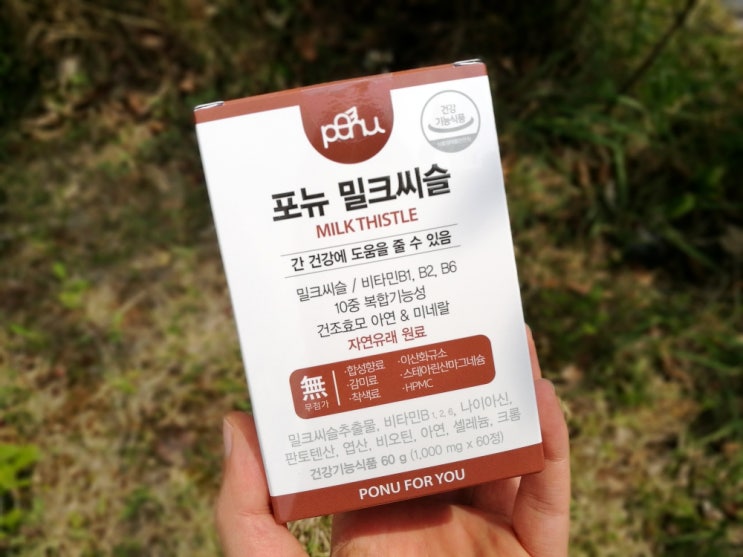 ponu
건강
기능식품
포뉴 밀크씨슬
MILK THISTLE
간 건강에 도움을 줄 수 있음
밀크씨슬 / 비타민B1, B2, B6
10중 복합기능성
건조효모 아연 & 미네랄
자연유래 원료
無
무첨가
·합성향료
·감미료
·착색료
·이산화규소
·스테아린산마그네슘
·HPMC
밀크씨슬추출물, 비타민B1, 2, 6, 나이아신,
판토텐산, 엽산, 비오틴, 아연, 셀레늄, 크롬
건강기능식품 60 g (1,000 mg x 60정)
PONU FOR YOU